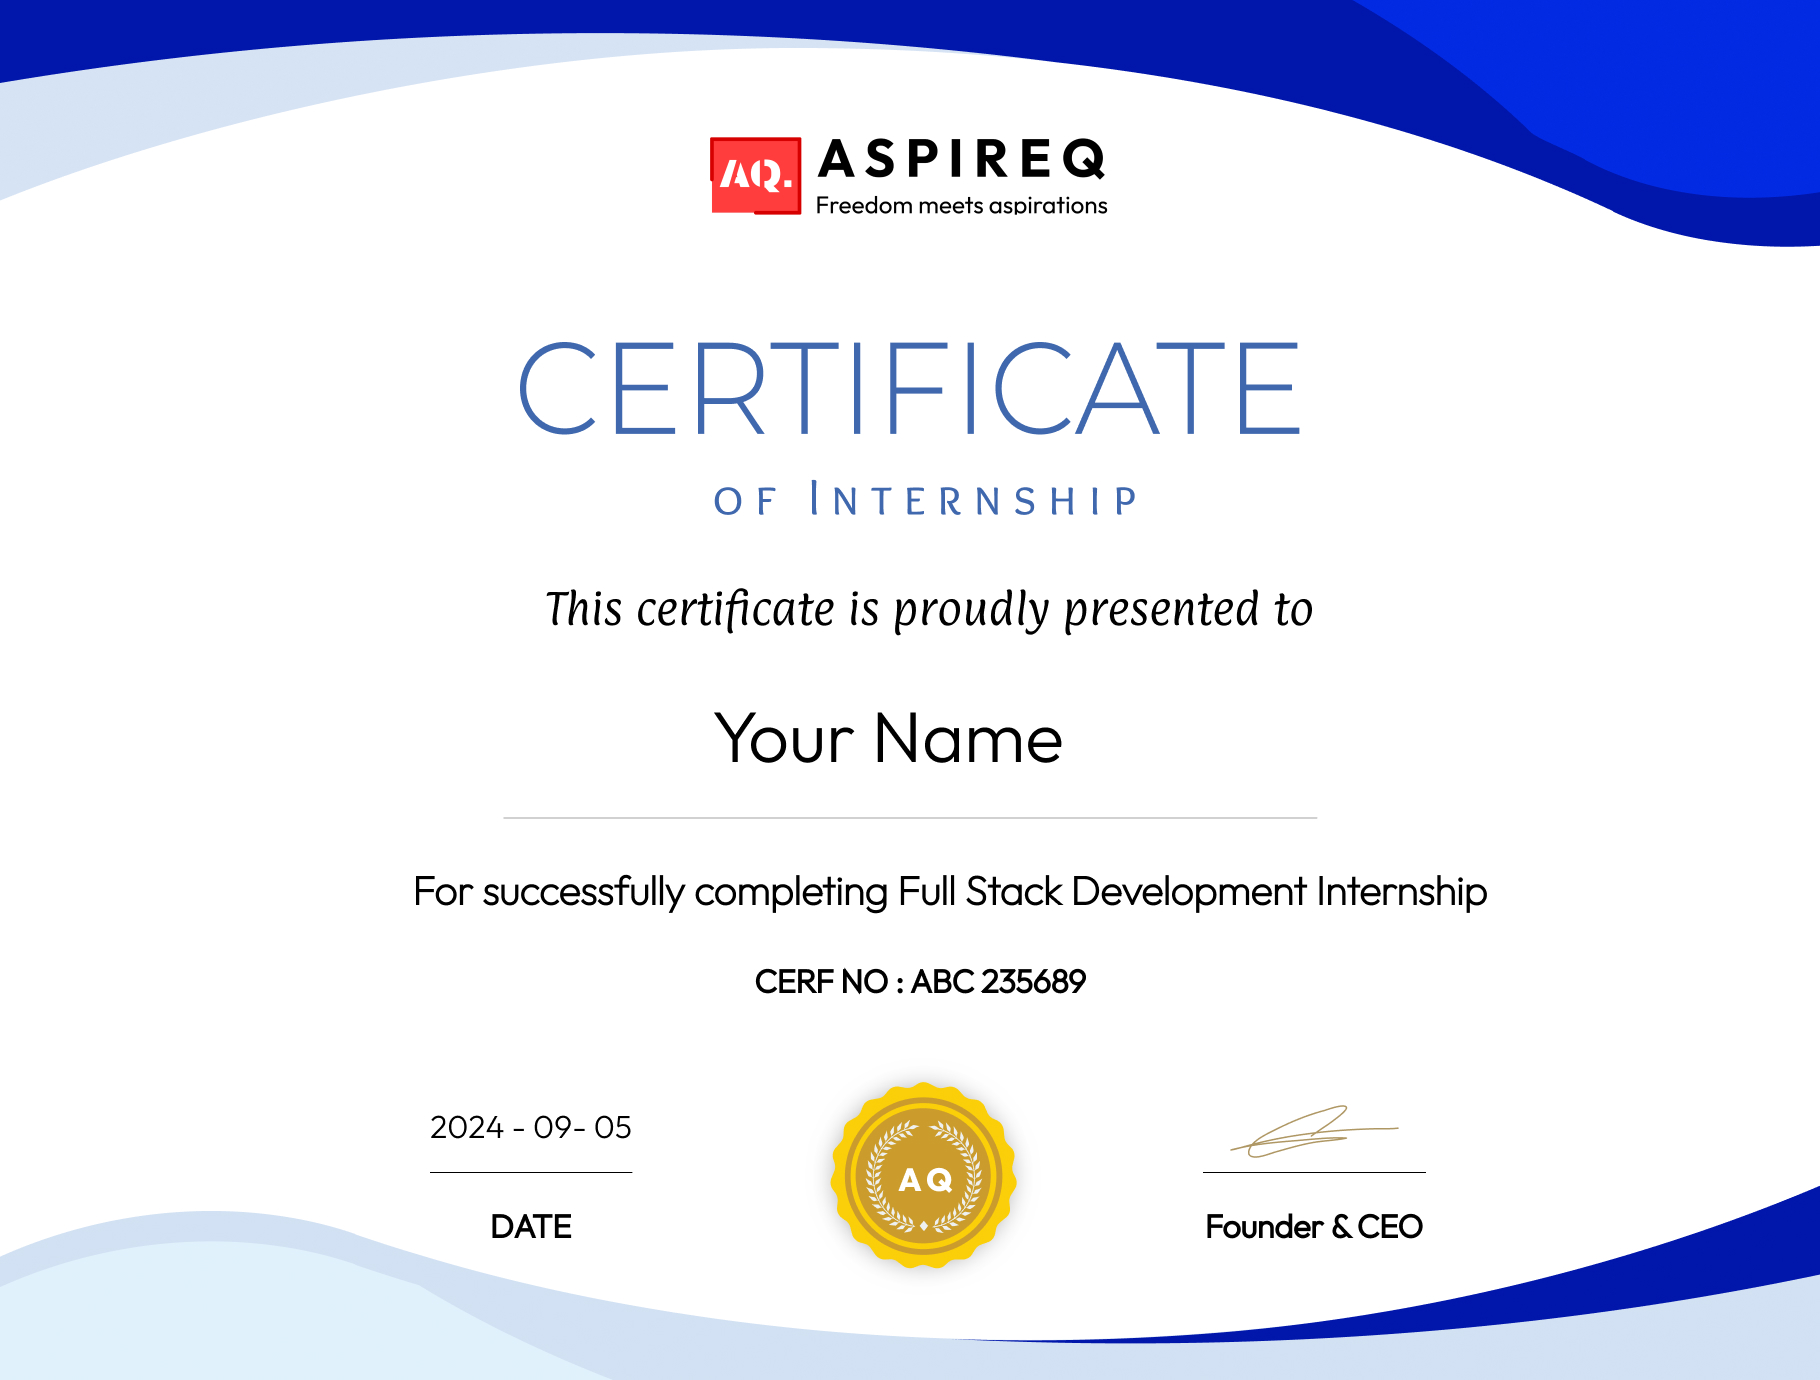 AQ.
ASPIREQ
Freedom meets aspirations
CERTIFICATE
OF INTERNSHIP
This certificate is proudly presented to
Your Name
For successfully completing Full Stack Development Internship
CERF NO : ABC 235689
2024 - 09- 05
AQ
DATE
Founder & CEO